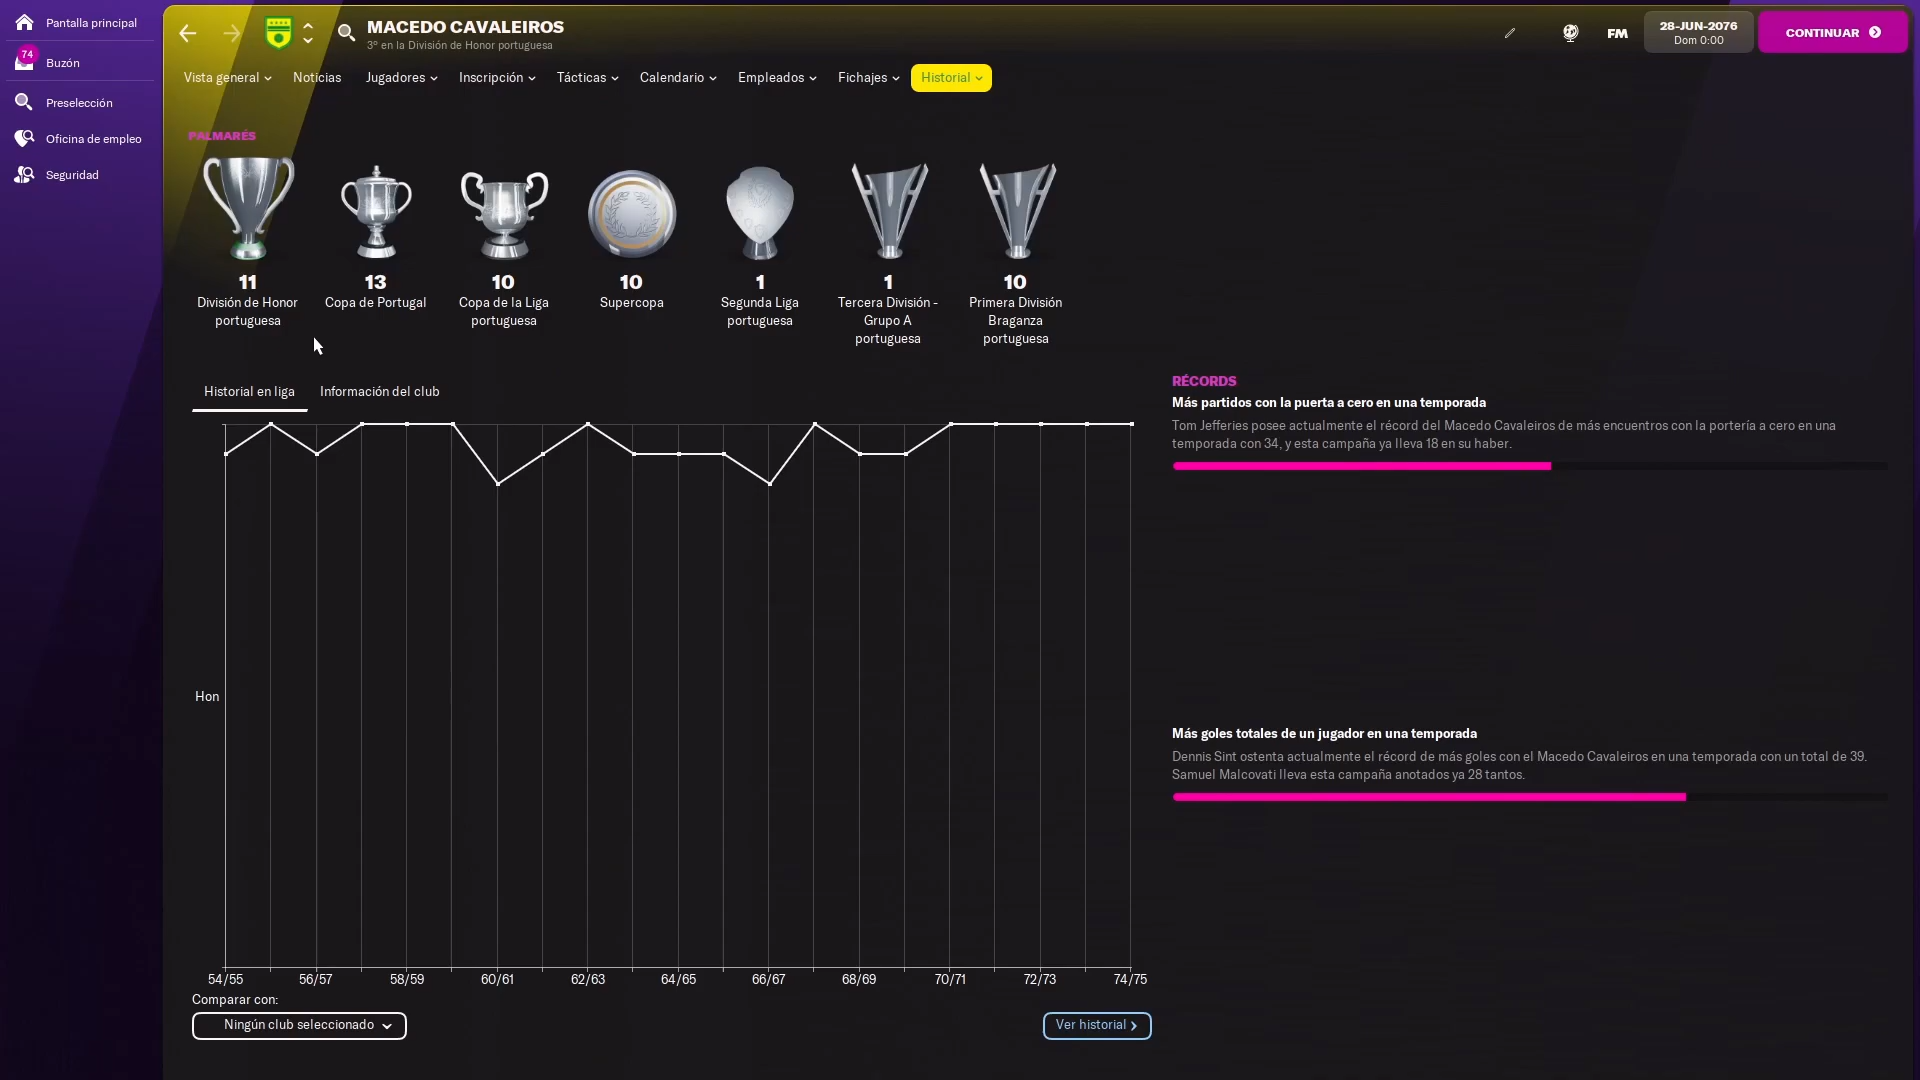 Pantalla principal
74
Buzón
Preselección
Oficina de empleo
Seguridad
MACEDO CAVALEIROS
3º en la División de Honor portuguesa
FM
28-JUN-2076
Dom 0:00
CONTINUAR
Vista general
Noticias
Jugadores
Inscripción
Tácticas
Calendario
Empleados
Fichajes
Historial
PALMARÉS
11
División de Honor
portuguesa
13
Copa de Portugal
10
Copa de la Liga
portuguesa
10
Supercopa
1
Segunda Liga
portuguesa
1
Tercera División -
Grupo A
portuguesa
10
Primera División
Braganza
portuguesa
Historial en liga
Información del club
Hon
54/55
56/57
58/59
60/61
62/63
64/65
66/67
68/69
70/71
72/73
74/75
Comparar con:
Ningún club seleccionado
Ver historial
RÉCORDS
Más partidos con la puerta a cero en una temporada
Tom Jefferies posee actualmente el récord del Macedo Cavaleiros de más encuentros con la portería a cero en una
temporada con 34, y esta campaña ya lleva 18 en su haber.
Más goles totales de un jugador en una temporada
Dennis Sint ostenta actualmente el récord de más goles con el Macedo Cavaleiros en una temporada con un total de 39.
Samuel Malcovati lleva esta campaña anotados ya 28 tantos.